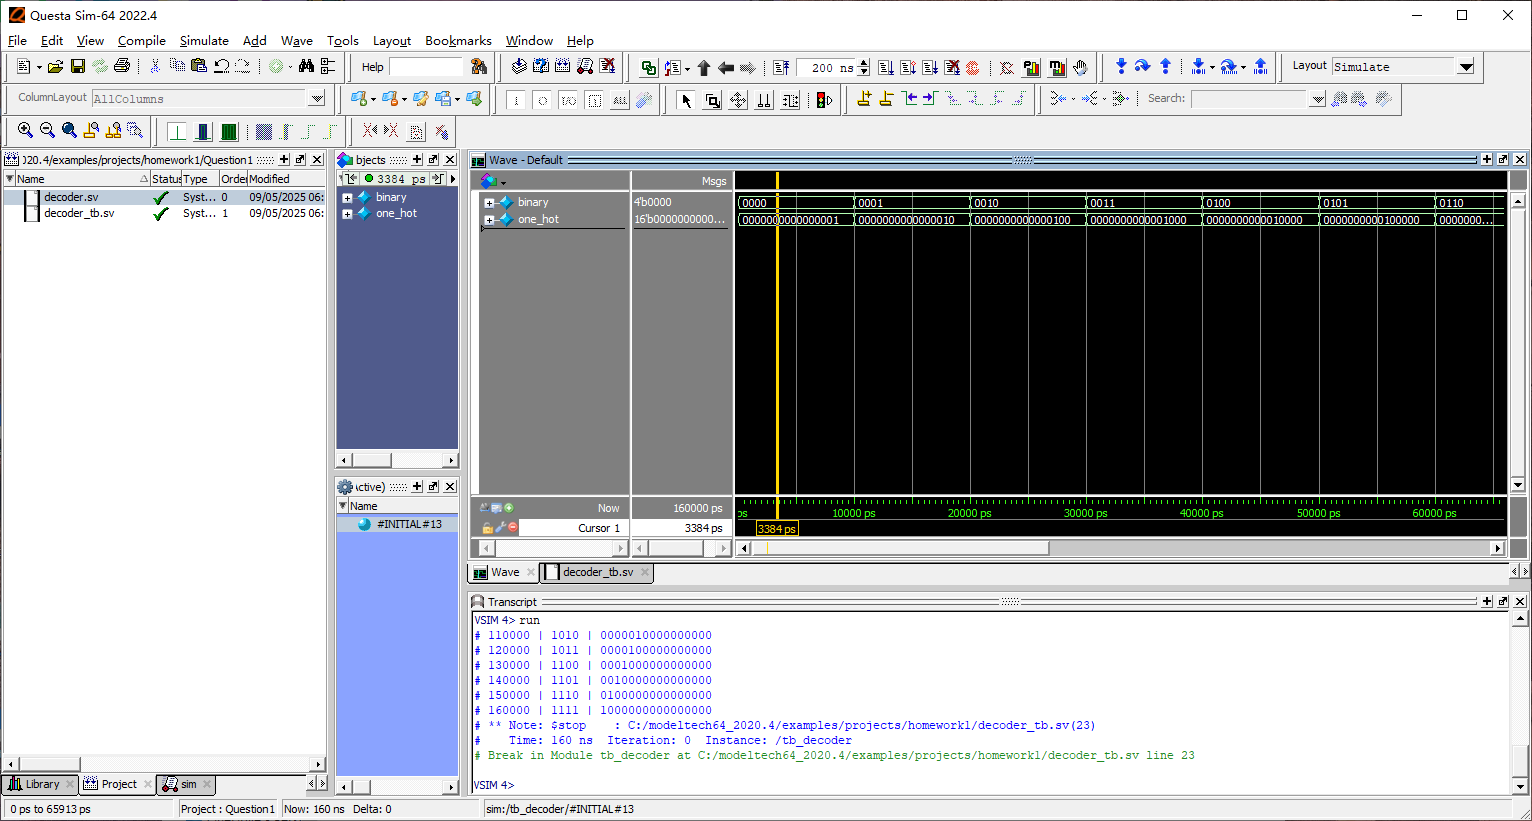 Questa Sim-64 2022.4
File Edit View Compile Simulate Add Wave Tools Layout Bookmarks Window Help
Help
200 ns
Layout Simulate
ColumnLayout AllColumns
Search:
020.4/examples/projects/homework1/Question1
Name Status Type Order Modified
decoder.sv Syst... 0 09/05/2025 06:
decoder_tb.sv Syst... 1 09/05/2025 06:
Library Project sim
bjects
3384 ps
binary
one_hot
ctive)
Name
#INITIAL#13
Wave - Default
Msgs
binary 4'b0000 0000 0001 0010 0011 0100 0101 0110
one_hot 16'b0000000000... 0000000000000001 0000000000000010 0000000000000100 0000000000001000 0000000000010000 0000000000100000 0000000...
Now 160000 ps ps 10000 ps 20000 ps 30000 ps 40000 ps 50000 ps 60000 ps
Cursor 1 3384 ps 3384 ps
Wave decoder_tb.sv
Transcript
VSIM 4> run
# 110000 | 1010 | 0000010000000000
# 120000 | 1011 | 0000100000000000
# 130000 | 1100 | 0001000000000000
# 140000 | 1101 | 0010000000000000
# 150000 | 1110 | 0100000000000000
# 160000 | 1111 | 1000000000000000
# ** Note: $stop    : C:/modeltech64_2020.4/examples/projects/homework1/decoder_tb.sv(23)
#    Time: 160 ns  Iteration: 0  Instance: /tb_decoder
# Break in Module tb_decoder at C:/modeltech64_2020.4/examples/projects/homework1/decoder_tb.sv line 23
VSIM 4>
0 ps to 65913 ps Project : Question1 Now: 160 ns Delta: 0 sim:/tb_decoder/#INITIAL#13